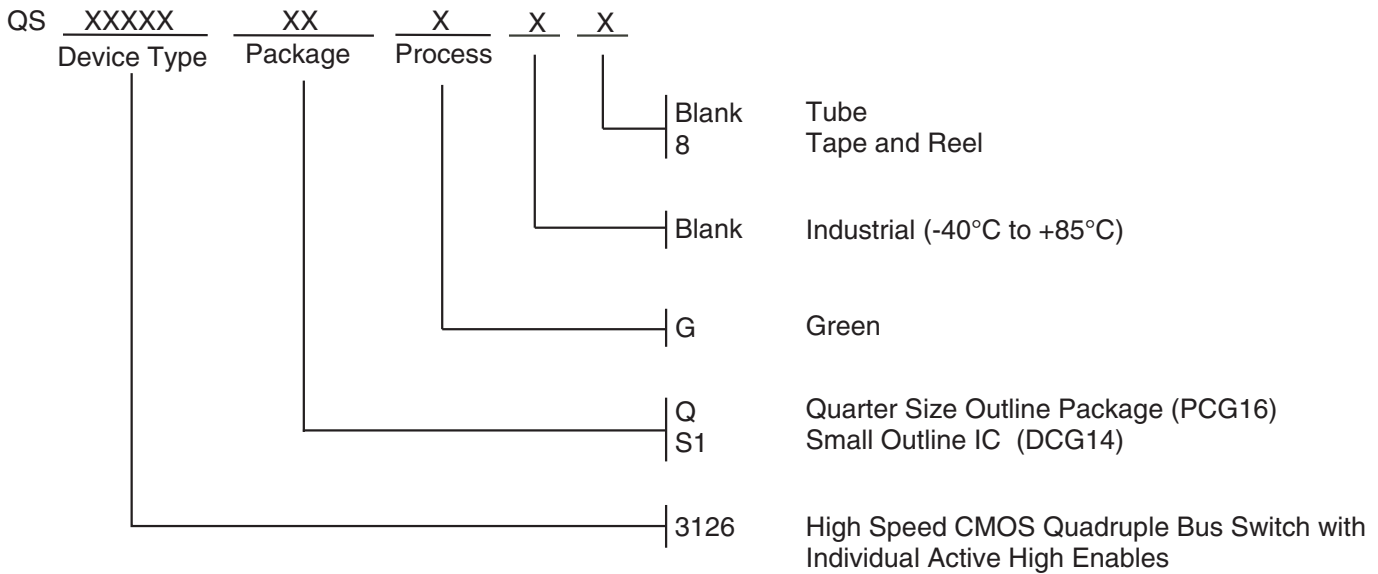 QS XXXXX XX X X X
Device Type Package Process
Blank Tube
8 Tape and Reel
Blank Industrial (-40°C to +85°C)
G Green
Q Quarter Size Outline Package (PCG16)
S1 Small Outline IC (DCG14)
3126 High Speed CMOS Quadruple Bus Switch with
Individual Active High Enables